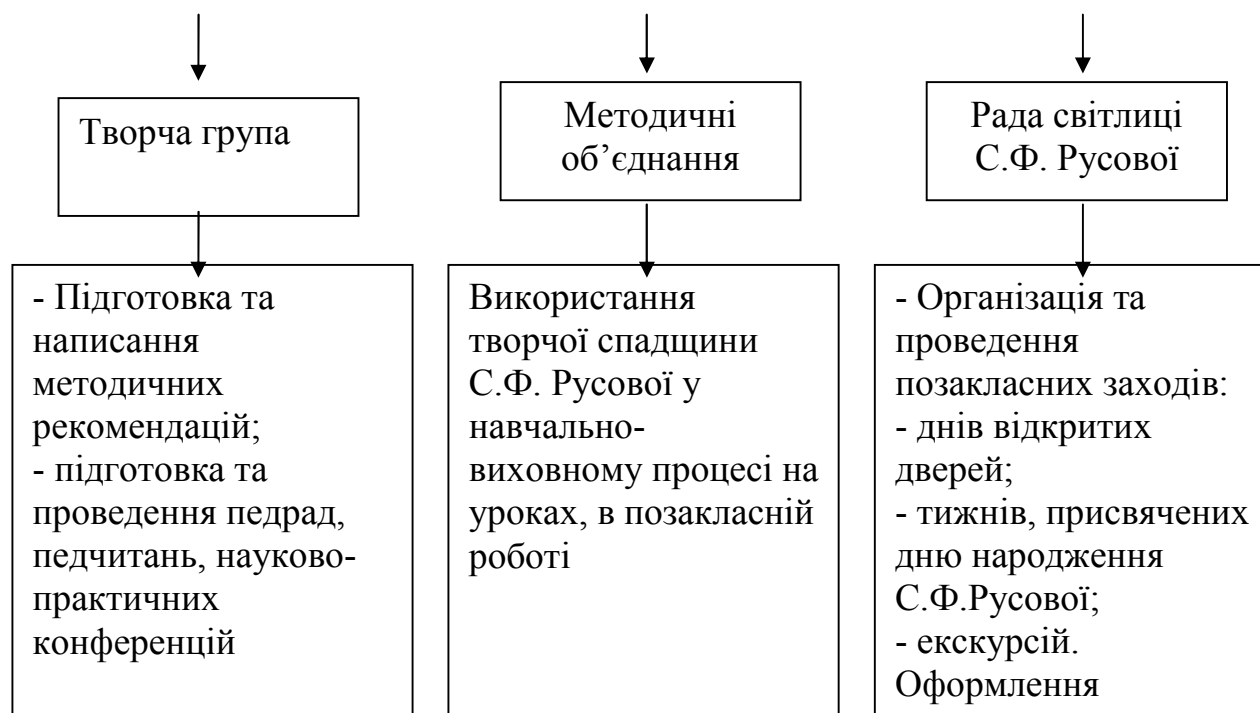 Творча група
Методичні
об’єднання
Рада світлиці
С.Ф. Русової
- Підготовка та
написання
методичних
рекомендацій;
- підготовка та
проведення педрад,
педчитань, науково-
практичних
конференцій
Використання
творчої спадщини
С.Ф. Русової у
навчально-
виховному процесі на
уроках, в позакласній
роботі
- Організація та
проведення
позакласних заходів:
- днів відкритих
дверей;
- тижнів, присвячених
дню народження
С.Ф.Русової;
- екскурсій.
Оформлення